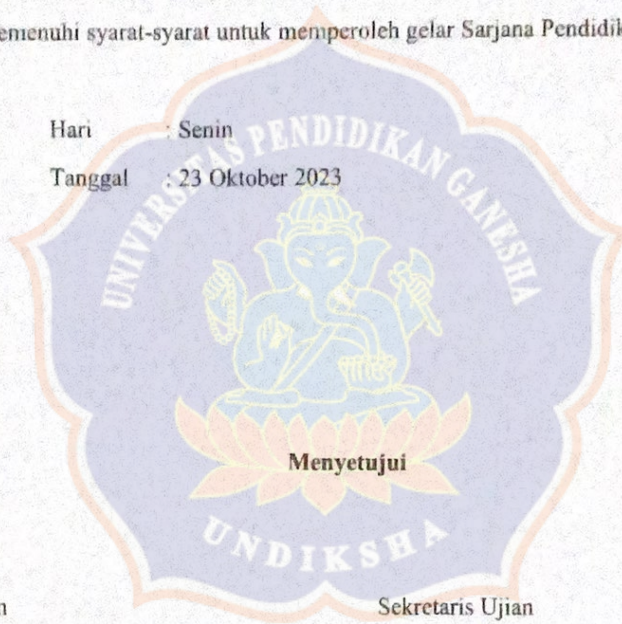 emenuhi syarat-syarat untuk memperoleh gelar Sarjana Pendidik
Hari : Senin
Tanggal : 23 Oktober 2023
UNIVERSITAS PENDIDIKAN GANESHA
Menyetujui
UNDIKSHA
n Sekretaris Ujian